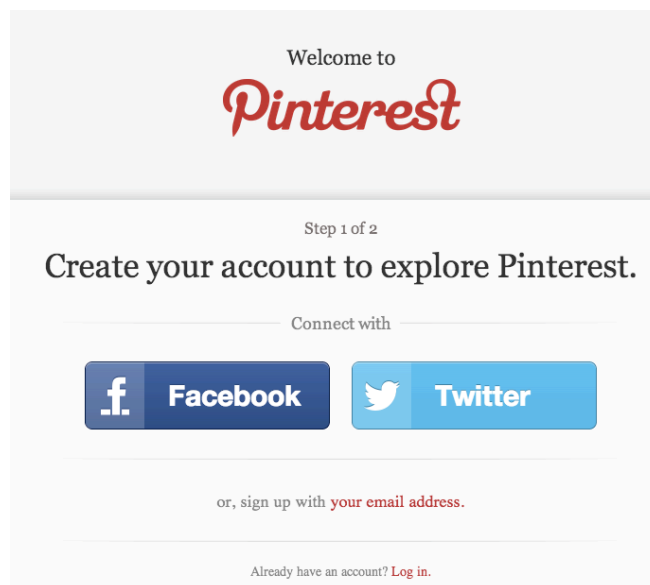 Welcome to
Pinterest
Step 1 of 2
Create your account to explore Pinterest.
Connect with
Facebook Twitter
or, sign up with your email address.
Already have an account? Log in.